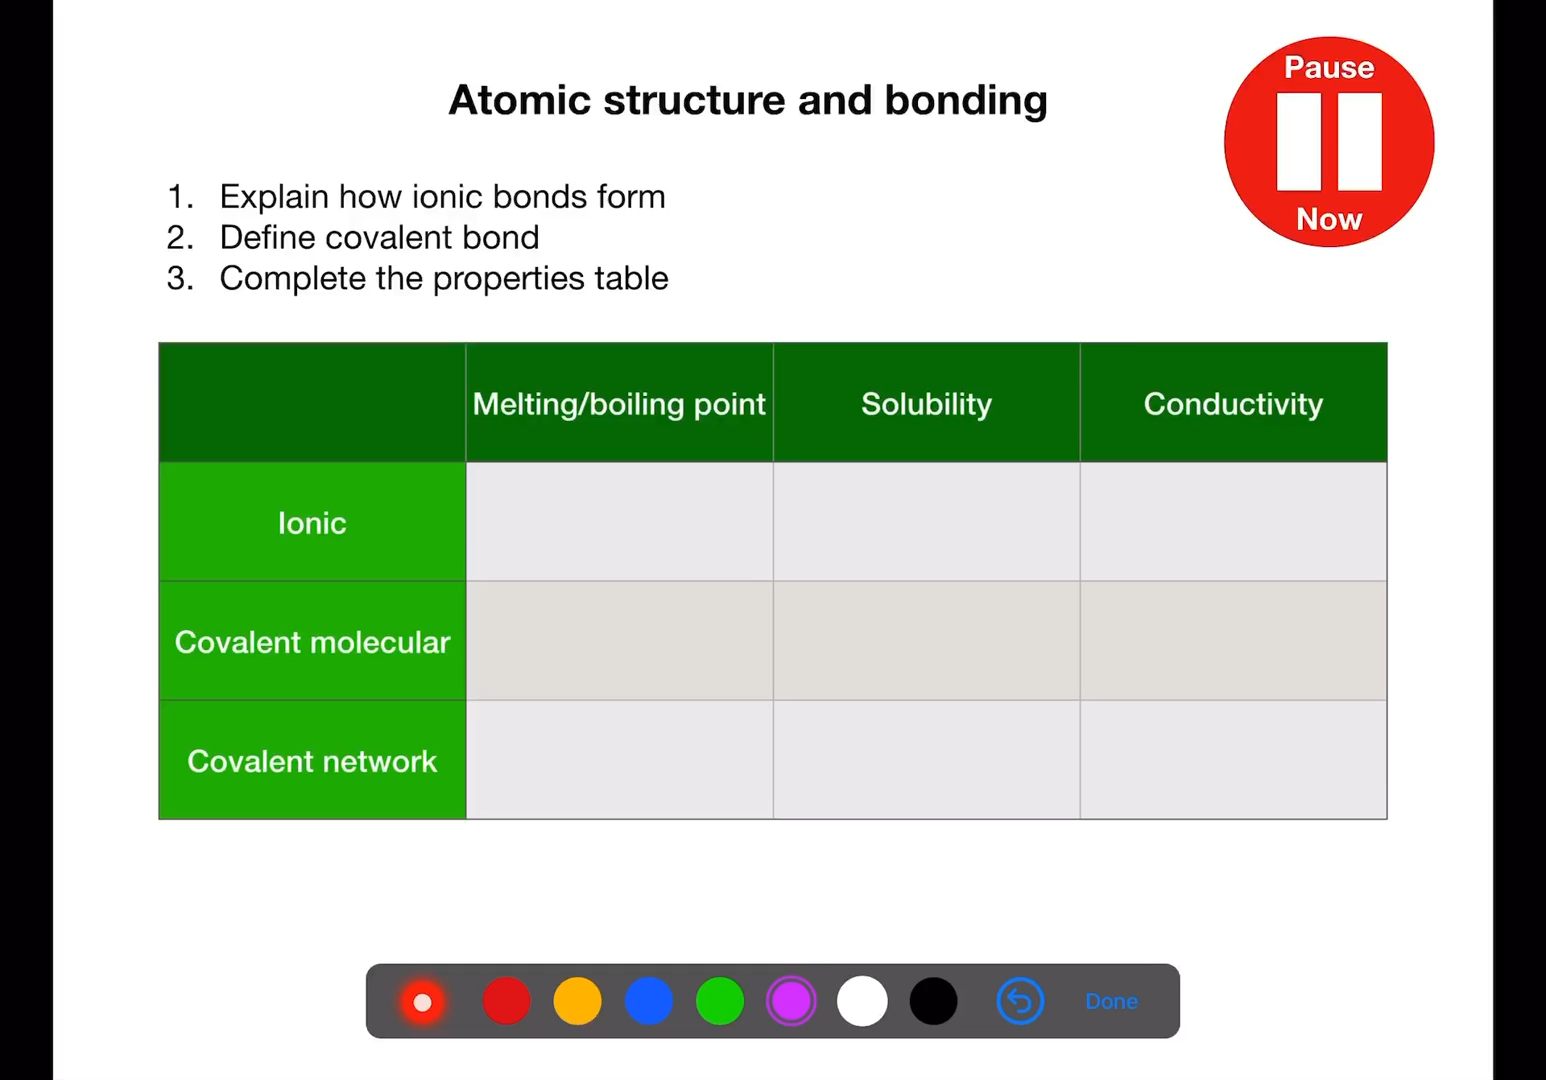 Pause
Now
Atomic structure and bonding
1. Explain how ionic bonds form
2. Define covalent bond
3. Complete the properties table
Melting/boiling point Solubility Conductivity
Ionic
Covalent molecular
Covalent network
Done